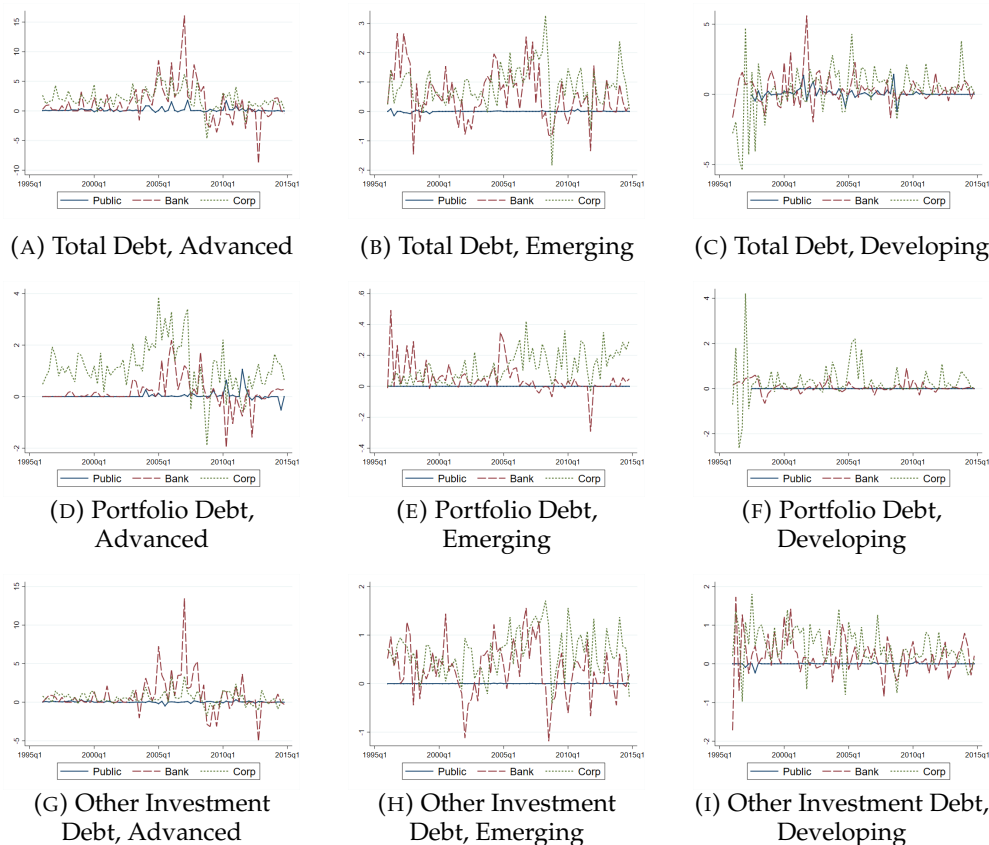 15
10
5
0
-5
-10
1995q1 2000q1 2005q1 2010q1 2015q1
Public Bank Corp
(A) Total Debt, Advanced
3
2
1
0
-1
-2
1995q1 2000q1 2005q1 2010q1 2015q1
Public Bank Corp
(B) Total Debt, Emerging
5
0
-5
1995q1 2000q1 2005q1 2010q1 2015q1
Public Bank Corp
(C) Total Debt, Developing
4
2
0
-2
1995q1 2000q1 2005q1 2010q1 2015q1
Public Bank Corp
(D) Portfolio Debt,
Advanced
.6
.4
.2
0
-.2
-.4
1995q1 2000q1 2005q1 2010q1 2015q1
Public Bank Corp
(E) Portfolio Debt,
Emerging
4
2
0
-2
1995q1 2000q1 2005q1 2010q1 2015q1
Public Bank Corp
(F) Portfolio Debt,
Developing
15
10
5
0
-5
1995q1 2000q1 2005q1 2010q1 2015q1
Public Bank Corp
(G) Other Investment
Debt, Advanced
2
1
0
-1
1995q1 2000q1 2005q1 2010q1 2015q1
Public Bank Corp
(H) Other Investment
Debt, Emerging
2
1
0
-1
-2
1995q1 2000q1 2005q1 2010q1 2015q1
Public Bank Corp
(I) Other Investment Debt,
Developing